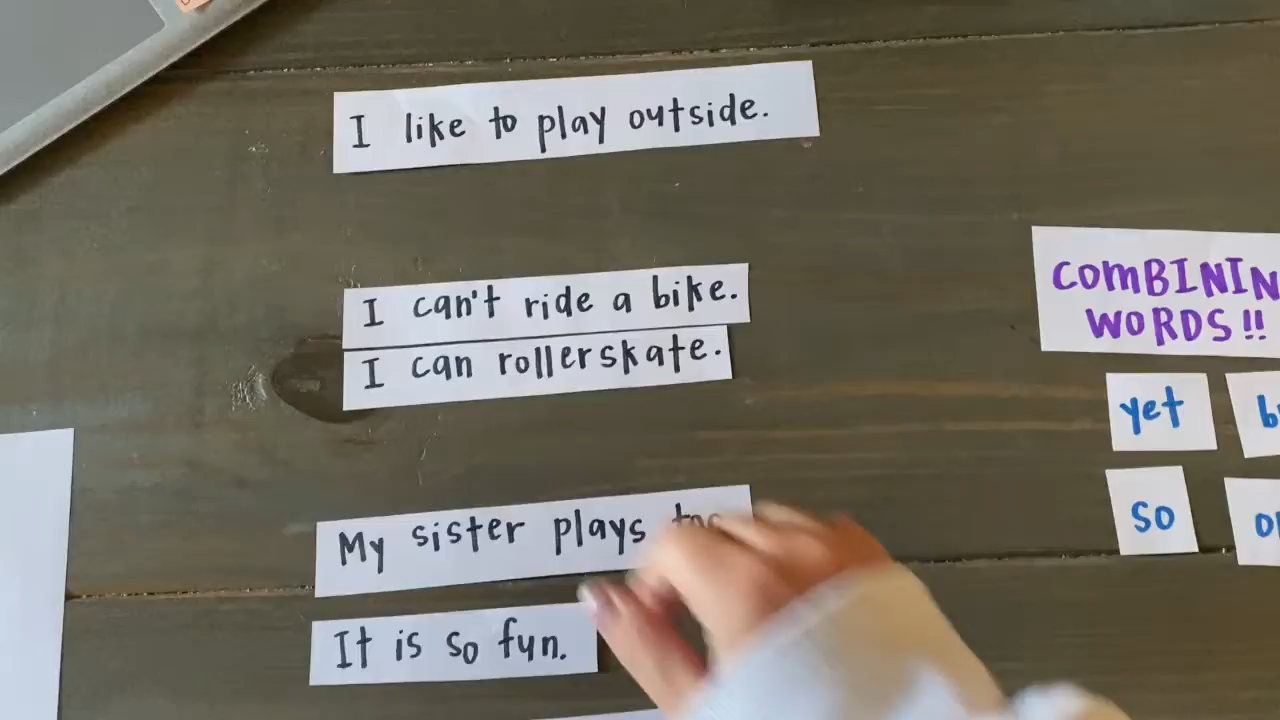 I like to play outside.
I can't ride a bike.
I can rollerskate.
My sister plays
It is so fun.
COMBININ
WORDS!!
yet
so